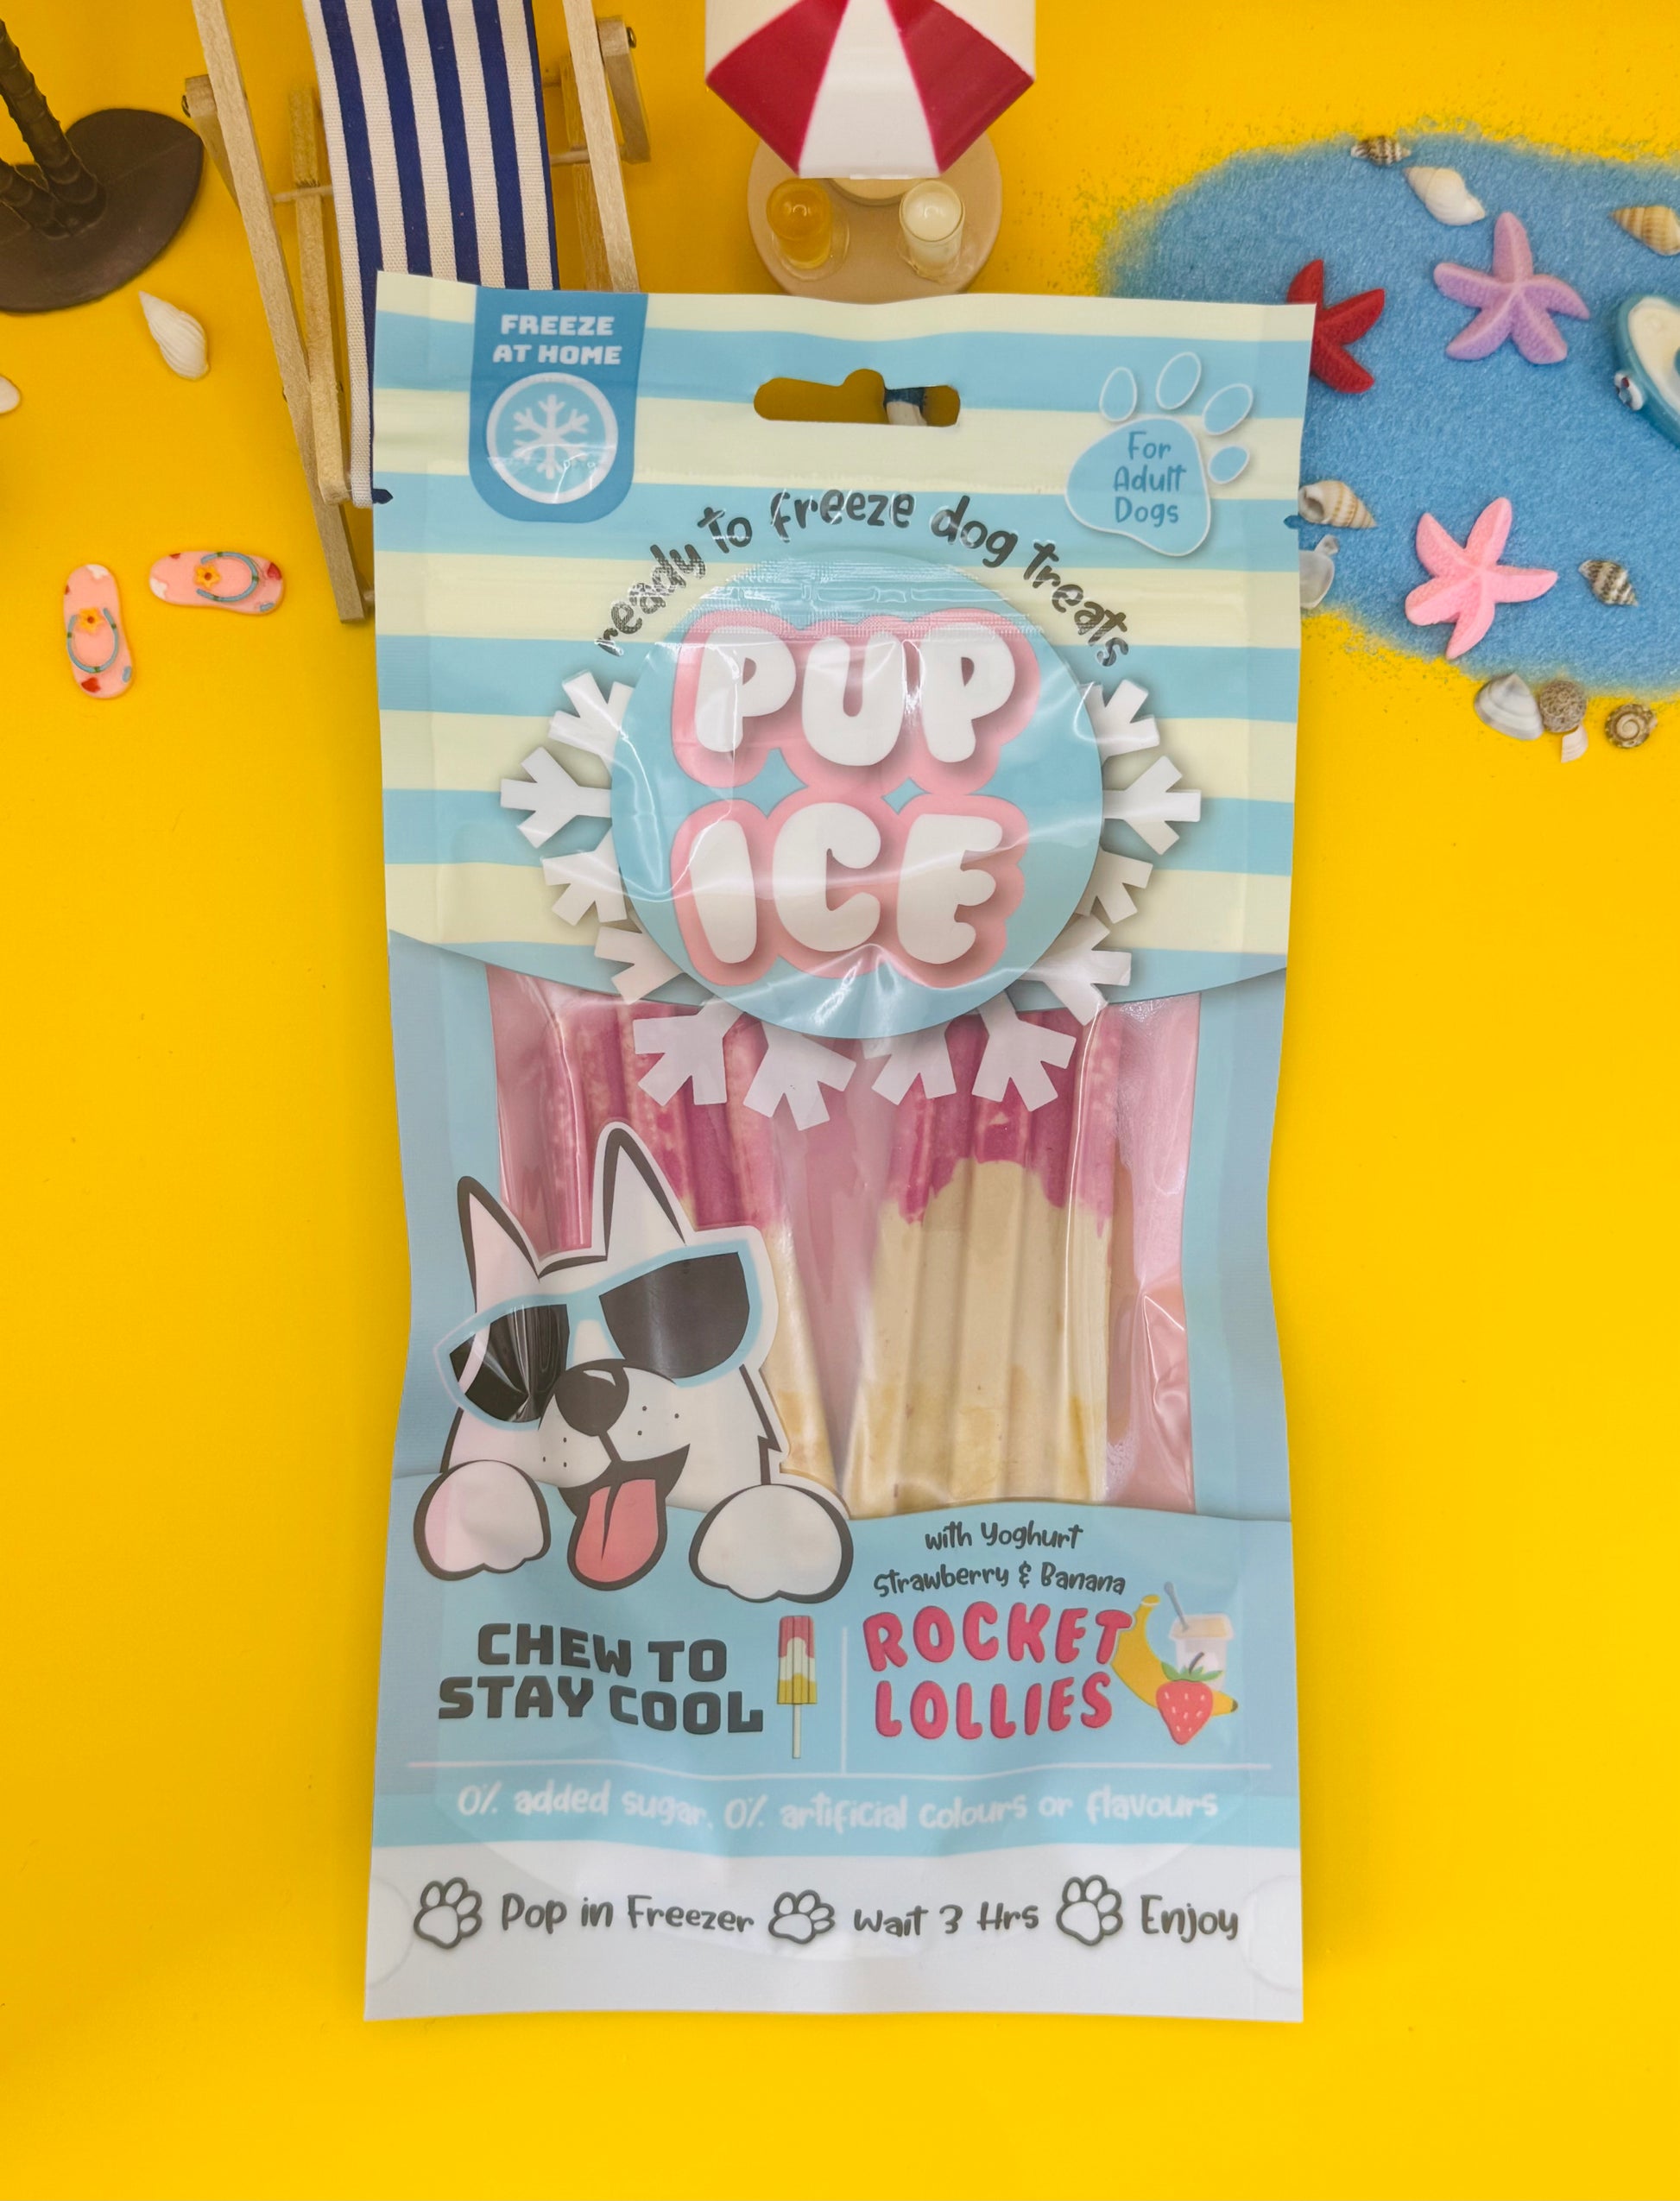 FREEZE
AT HOME
For
Adult
Dogs
ready to freeze dog treats
PUP
ICE
with Yoghurt
Strawberry & Banana
ROCKET
LOLLIES
CHEW TO
STAY COOL
0% added sugar, 0% artificial colours or flavours
Pop in Freezer Wait 3 Hrs Enjoy